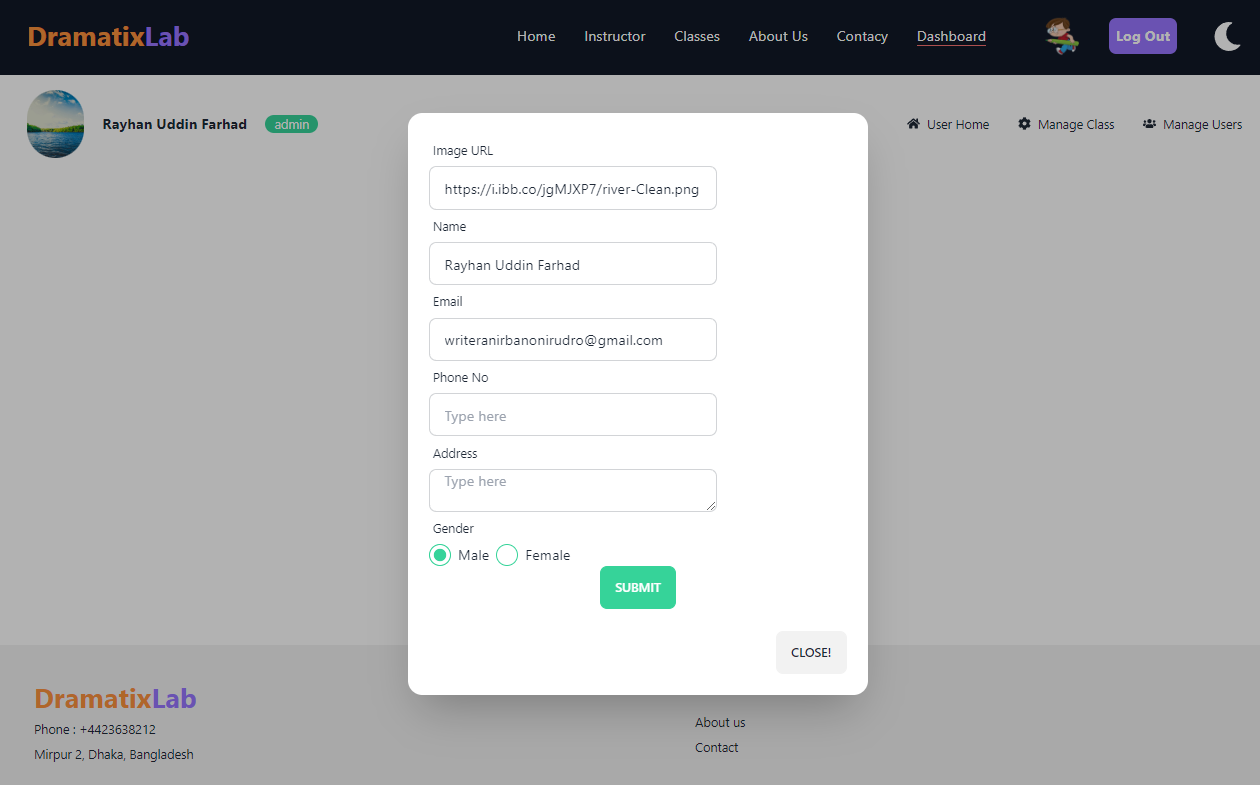 DramatixLab
Home Instructor Classes About Us Contacy Dashboard Log Out
Rayhan Uddin Farhad admin
User Home Manage Class Manage Users
Image URL
https://i.ibb.co/jgMJXP7/river-Clean.png
Name
Rayhan Uddin Farhad
Email
writeranirbanonirudro@gmail.com
Phone No
Type here
Address
Type here
Gender
Male Female
SUBMIT
CLOSE!
DramatixLab
Phone : +4423638212
Mirpur 2, Dhaka, Bangladesh
About us
Contact